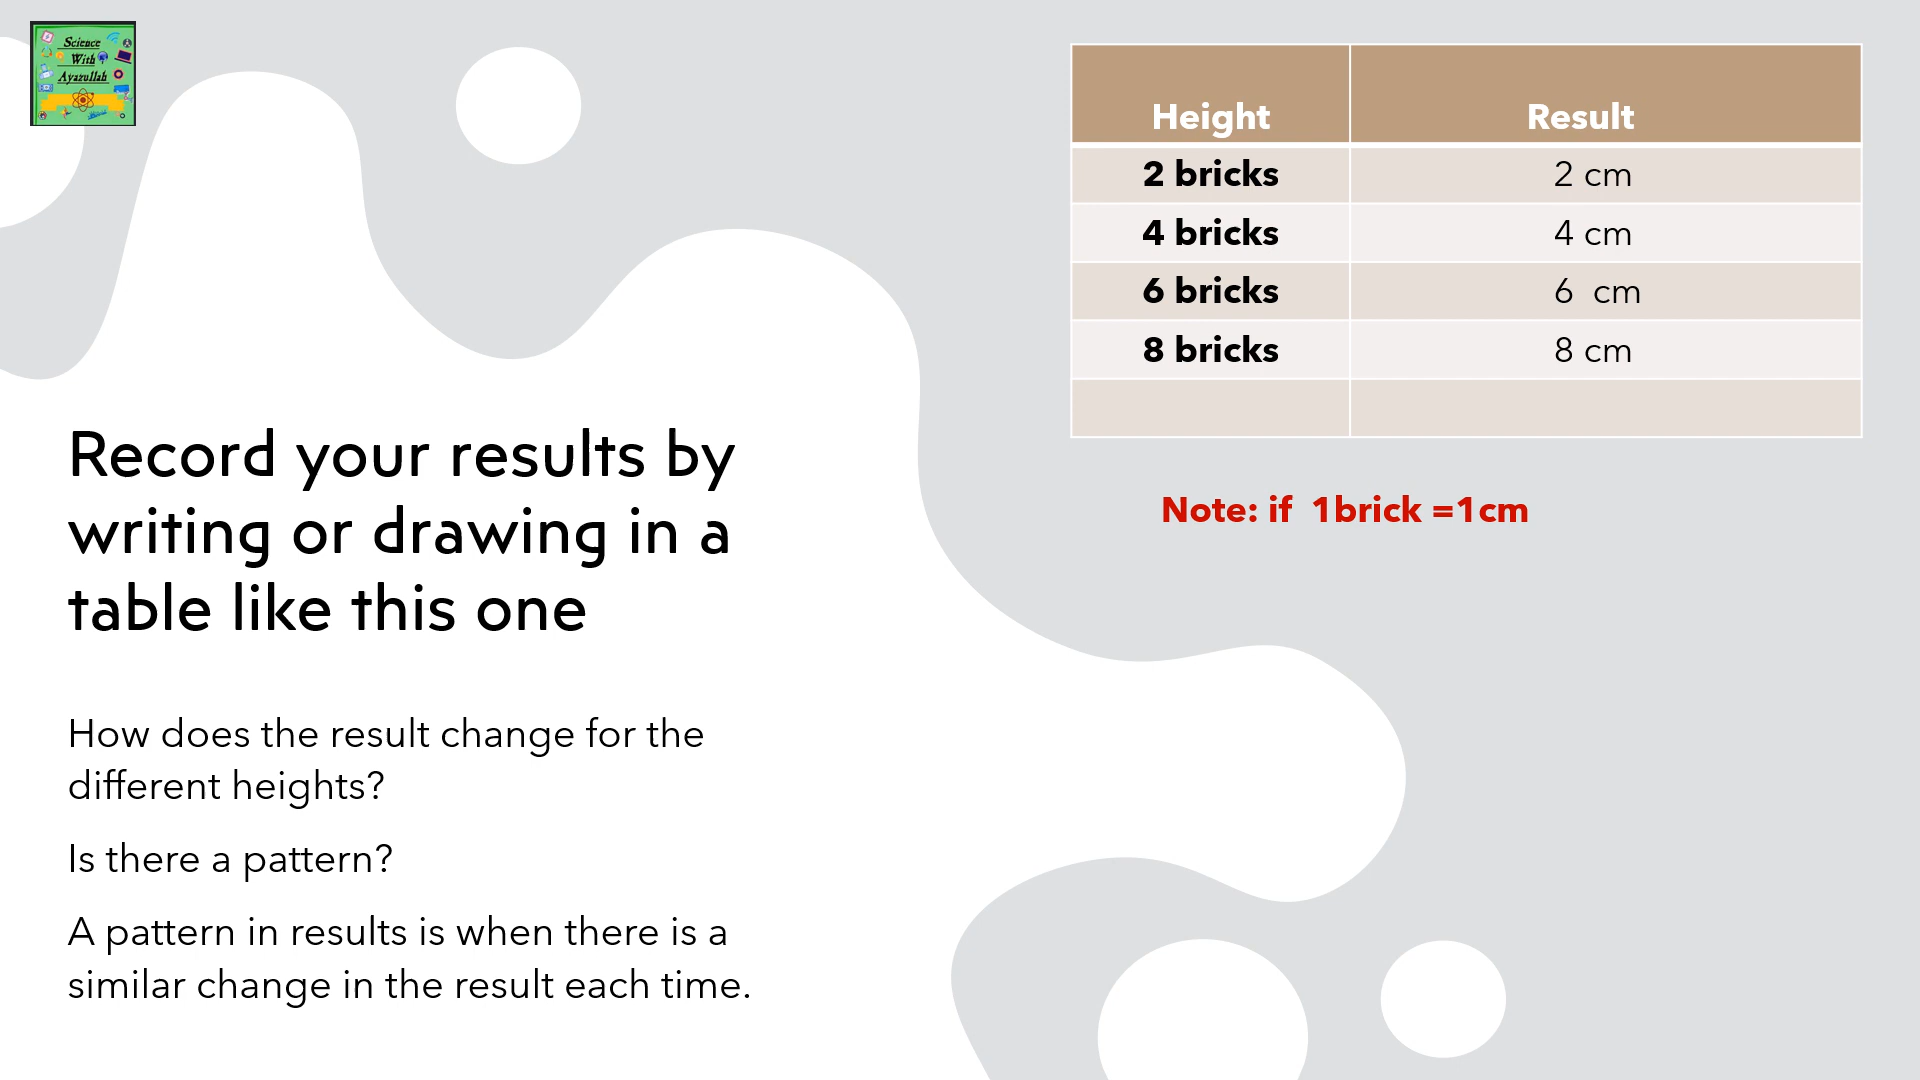 Science
With
Ayazullah
Height Result
2 bricks 2 cm
4 bricks 4 cm
6 bricks 6  cm
8 bricks 8 cm
Note: if  1brick =1cm
Record your results by
writing or drawing in a
table like this one
How does the result change for the
different heights?
Is there a pattern?
A pattern in results is when there is a
similar change in the result each time.